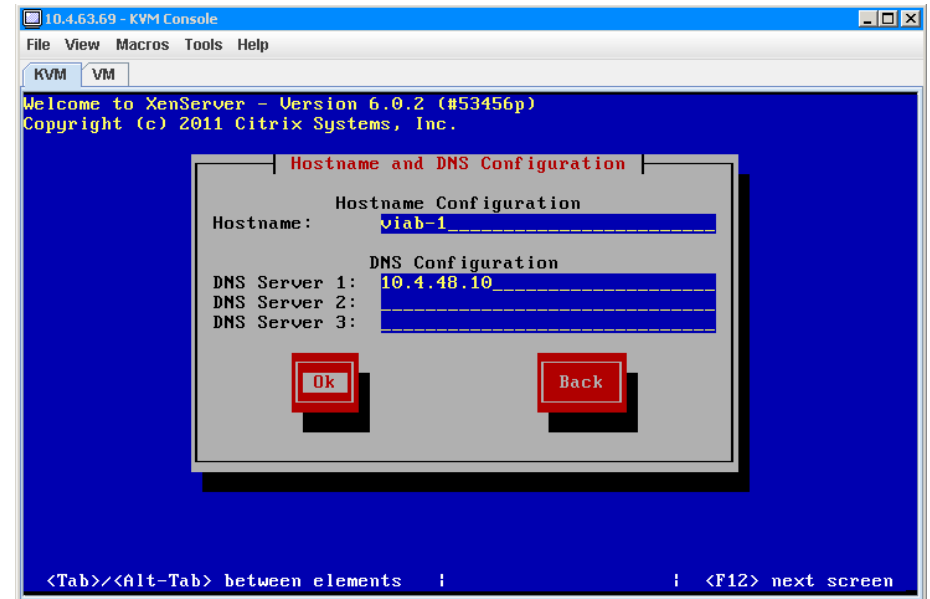 10.4.63.69 - KVM Console
File View Macros Tools Help
KVM VM
Welcome to XenServer - Version 6.0.2 (#53456p)
Copyright (c) 2011 Citrix Systems, Inc.
Hostname and DNS Configuration
Hostname Configuration
Hostname: viab-1
DNS Configuration
DNS Server 1: 10.4.48.10
DNS Server 2:
DNS Server 3:
Ok Back
<Tab>/<Alt-Tab> between elements | | <F12> next screen